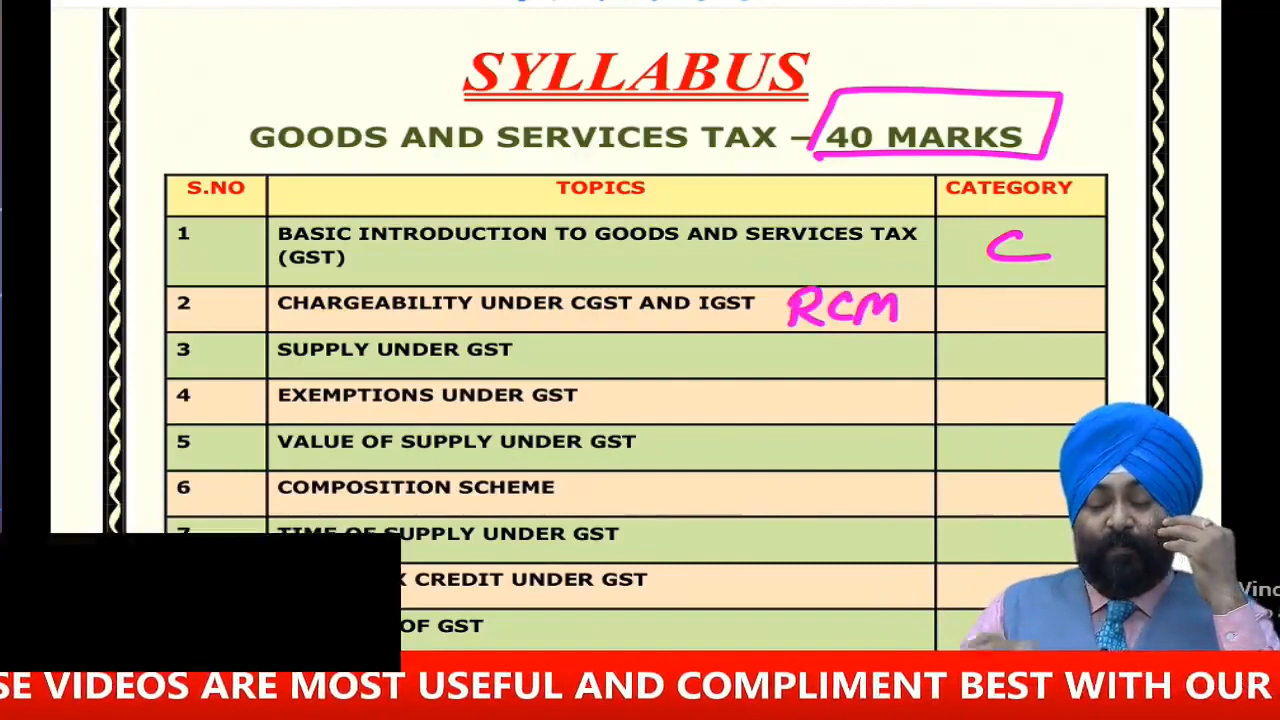 SYLLABUS
GOODS AND SERVICES TAX – 40 MARKS
S.NO TOPICS CATEGORY
1 BASIC INTRODUCTION TO GOODS AND SERVICES TAX C
(GST)
2 CHARGEABILITY UNDER CGST AND IGST RCM
3 SUPPLY UNDER GST
4 EXEMPTIONS UNDER GST
5 VALUE OF SUPPLY UNDER GST
6 COMPOSITION SCHEME
7 TIME OF SUPPLY UNDER GST
CREDIT UNDER GST
OF GST
VIDEOS ARE MOST USEFUL AND COMPLIMENT BEST WITH OUR